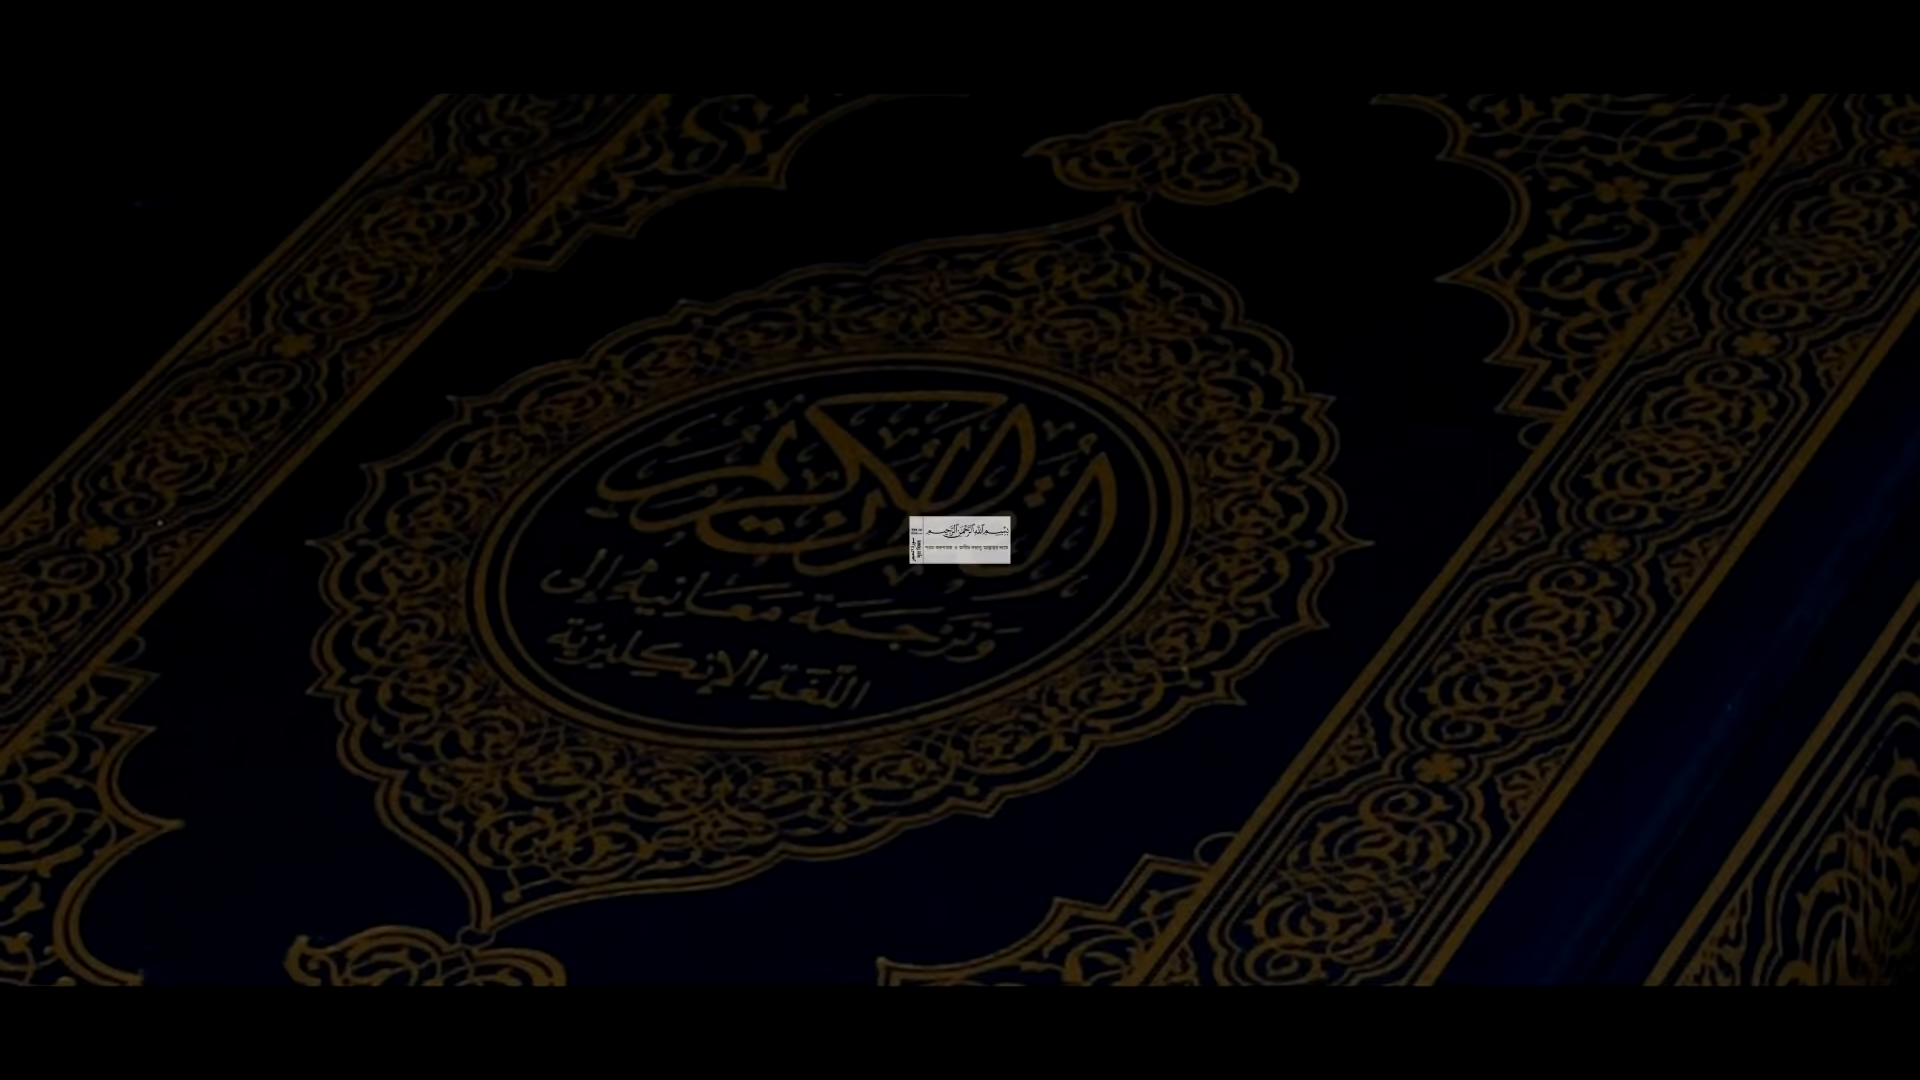 القرآن الكريم
وترجمة معانيه إلى
اللغة الإنكليزية
بسم الله الرحمن الرحيم